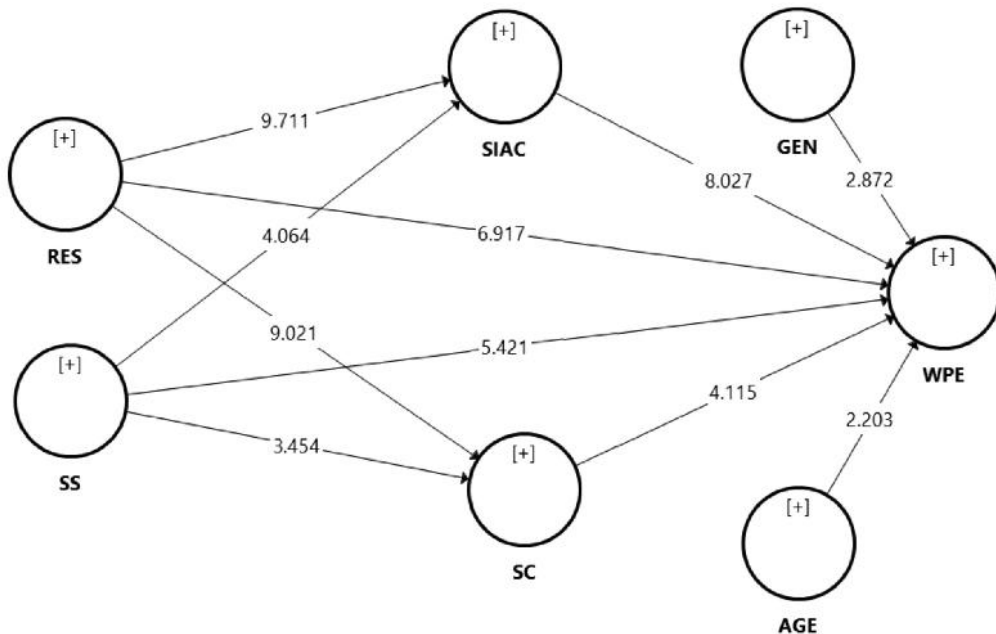 [+]
SIAC
[+]
GEN
[+]
RES
9.711
8.027
2.872
4.064
6.917
[+]
WPE
9.021
5.421
[+]
SS
3.454
4.115
2.203
[+]
SC
[+]
AGE